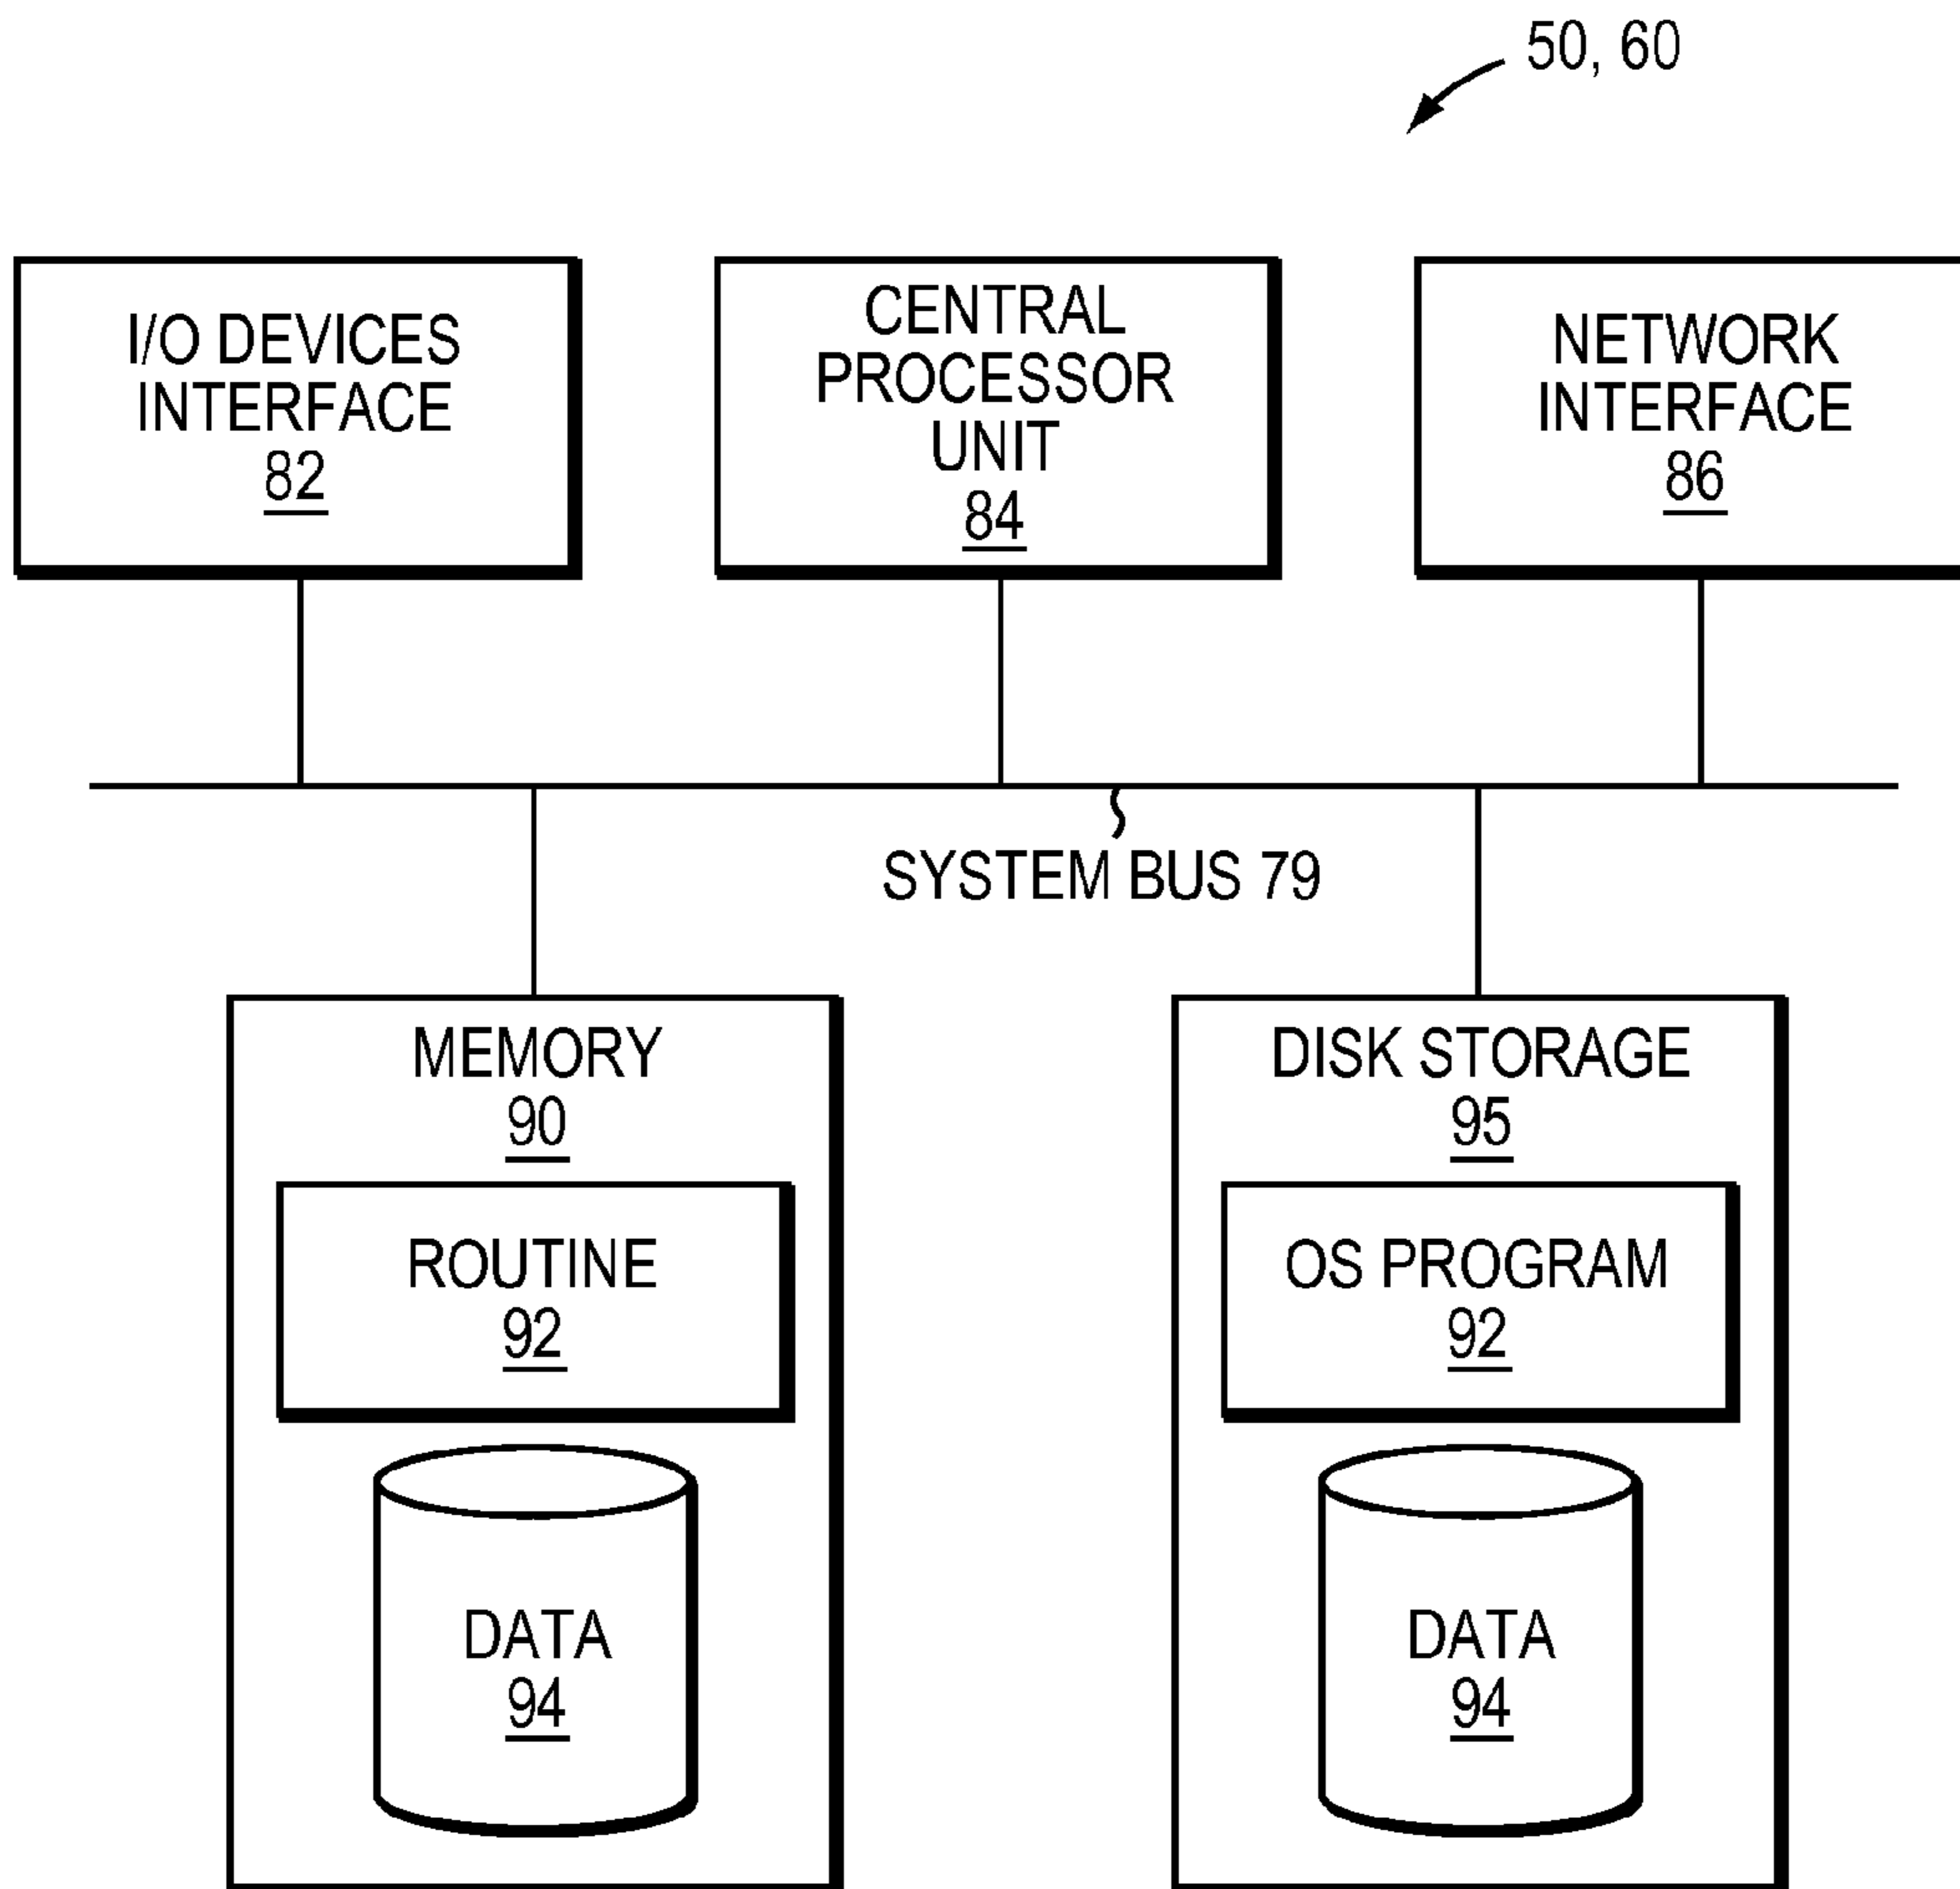 50, 60
I/O DEVICES
INTERFACE
82
CENTRAL
PROCESSOR
UNIT
84
NETWORK
INTERFACE
86
SYSTEM BUS 79
MEMORY
90
ROUTINE
92
DATA
94
DISK STORAGE
95
OS PROGRAM
92
DATA
94